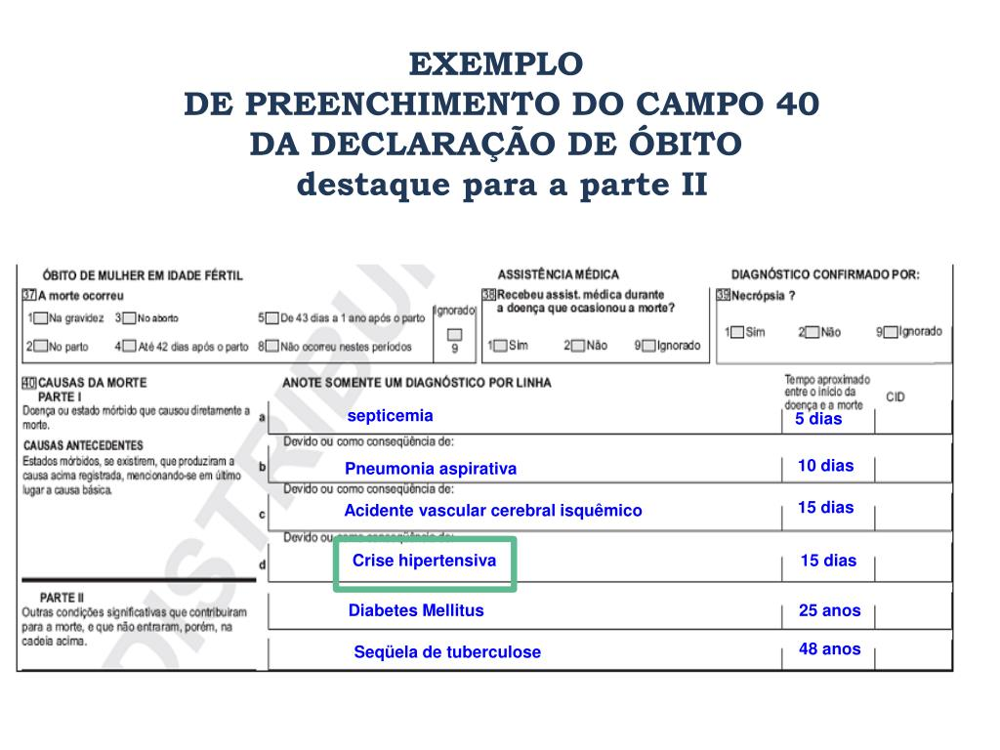 EXEMPLO
DE PREENCHIMENTO DO CAMPO 40
DA DECLARAÇÃO DE ÓBITO
destaque para a parte II
ÓBITO DE MULHER EM IDADE FÉRTIL
37 A morte ocorreu
1 Na gravidez 3 No aborto 5 De 43 dias a 1 ano após o parto Ignorado
2 No parto 4 Até 42 dias após o parto 8 Não ocorreu nestes períodos 9
ASSISTÊNCIA MÉDICA
38 Recebeu assist. médica durante
a doença que ocasionou a morte?
1 Sim 2 Não 9 Ignorado
DIAGNÓSTICO CONFIRMADO POR:
39 Necrópsia ?
1 Sim 2 Não 9 Ignorado
40 CAUSAS DA MORTE ANOTE SOMENTE UM DIAGNÓSTICO POR LINHA
PARTE I
Doença ou estado mórbido que causou diretamente a
morte.
CAUSAS ANTECEDENTES
Estados mórbidos, se existirem, que produziram a
causa acima registrada, mencionando-se em último
lugar a causa básica.
Tempo aproximado
entre o início da
doença e a morte
CID
a septicemia 5 dias
Devido ou como conseqüência de:
b Pneumonia aspirativa 10 dias
Devido ou como conseqüência de:
c Acidente vascular cerebral isquêmico 15 dias
Devido ou como conseqüência de:
d Crise hipertensiva 15 dias
PARTE II
Outras condições significativas que contribuiram
para a morte, e que não entraram, porém, na
cadeia acima.
Diabetes Mellitus 25 anos
Seqüela de tuberculose 48 anos
DISTRIBUI